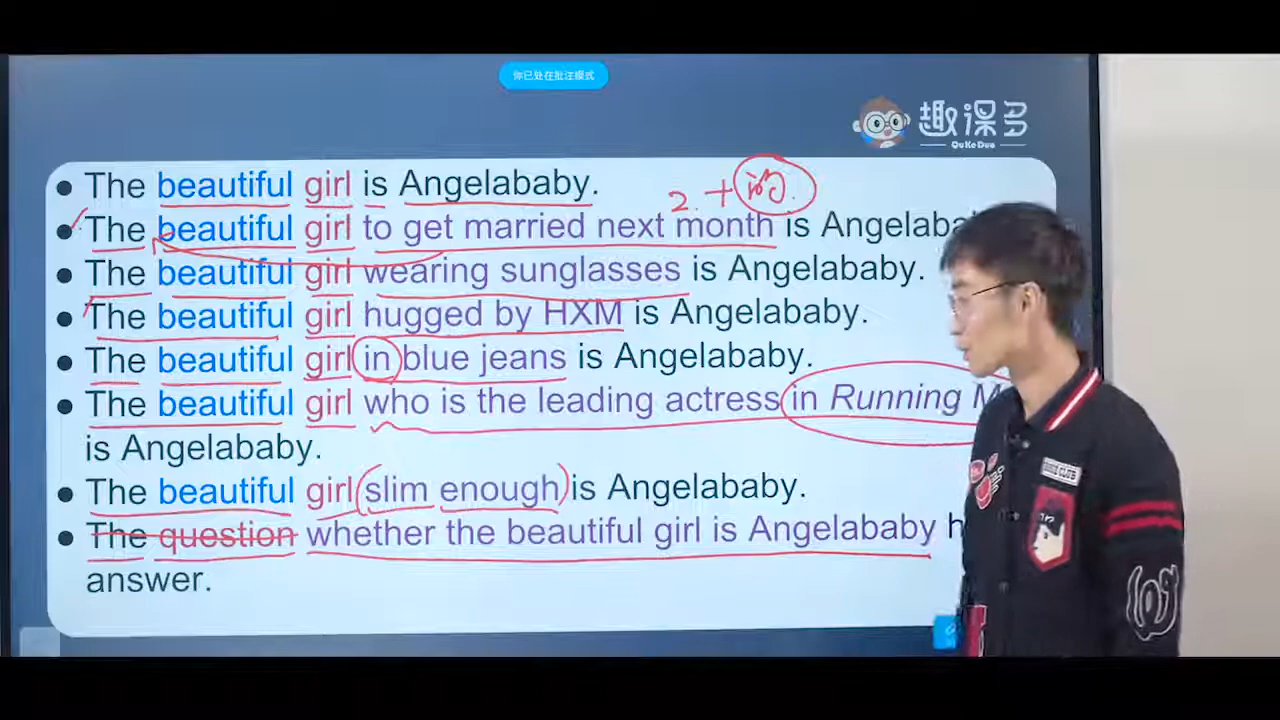 你已处在批注模式
趣课多
QuKeDuo
The beautiful girl is Angelababy.
2. + 的
The beautiful girl to get married next month is Angelaba
The beautiful girl wearing sunglasses is Angelababy.
The beautiful girl hugged by HXM is Angelababy.
The beautiful girl in blue jeans is Angelababy.
The beautiful girl who is the leading actress in Running
is Angelababy.
The beautiful girl slim enough is Angelababy.
The question whether the beautiful girl is Angelababy
answer.